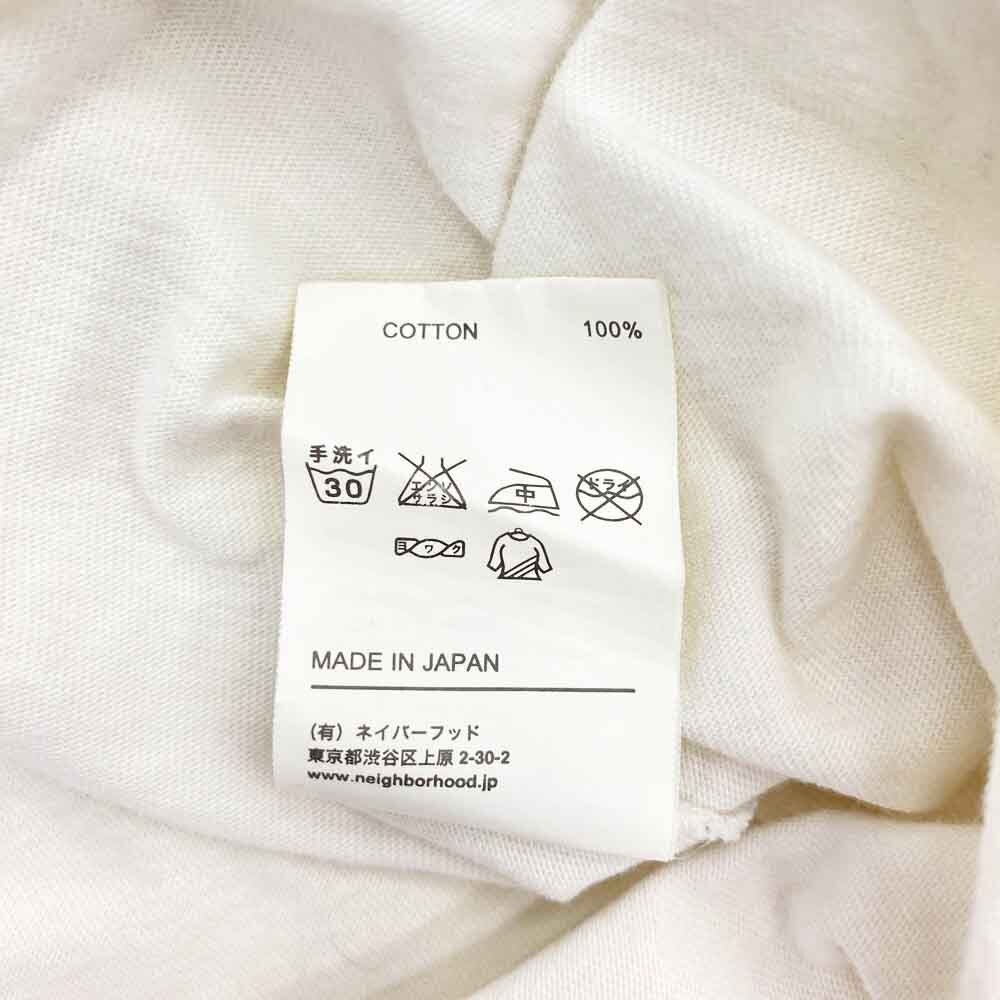 COTTON 100%
手洗イ
30 エンソ サラシ 中 ドライ
ヨワク
MADE IN JAPAN
(有) ネイバーフッド
東京都渋谷区上原 2-30-2
www.neighborhood.jp